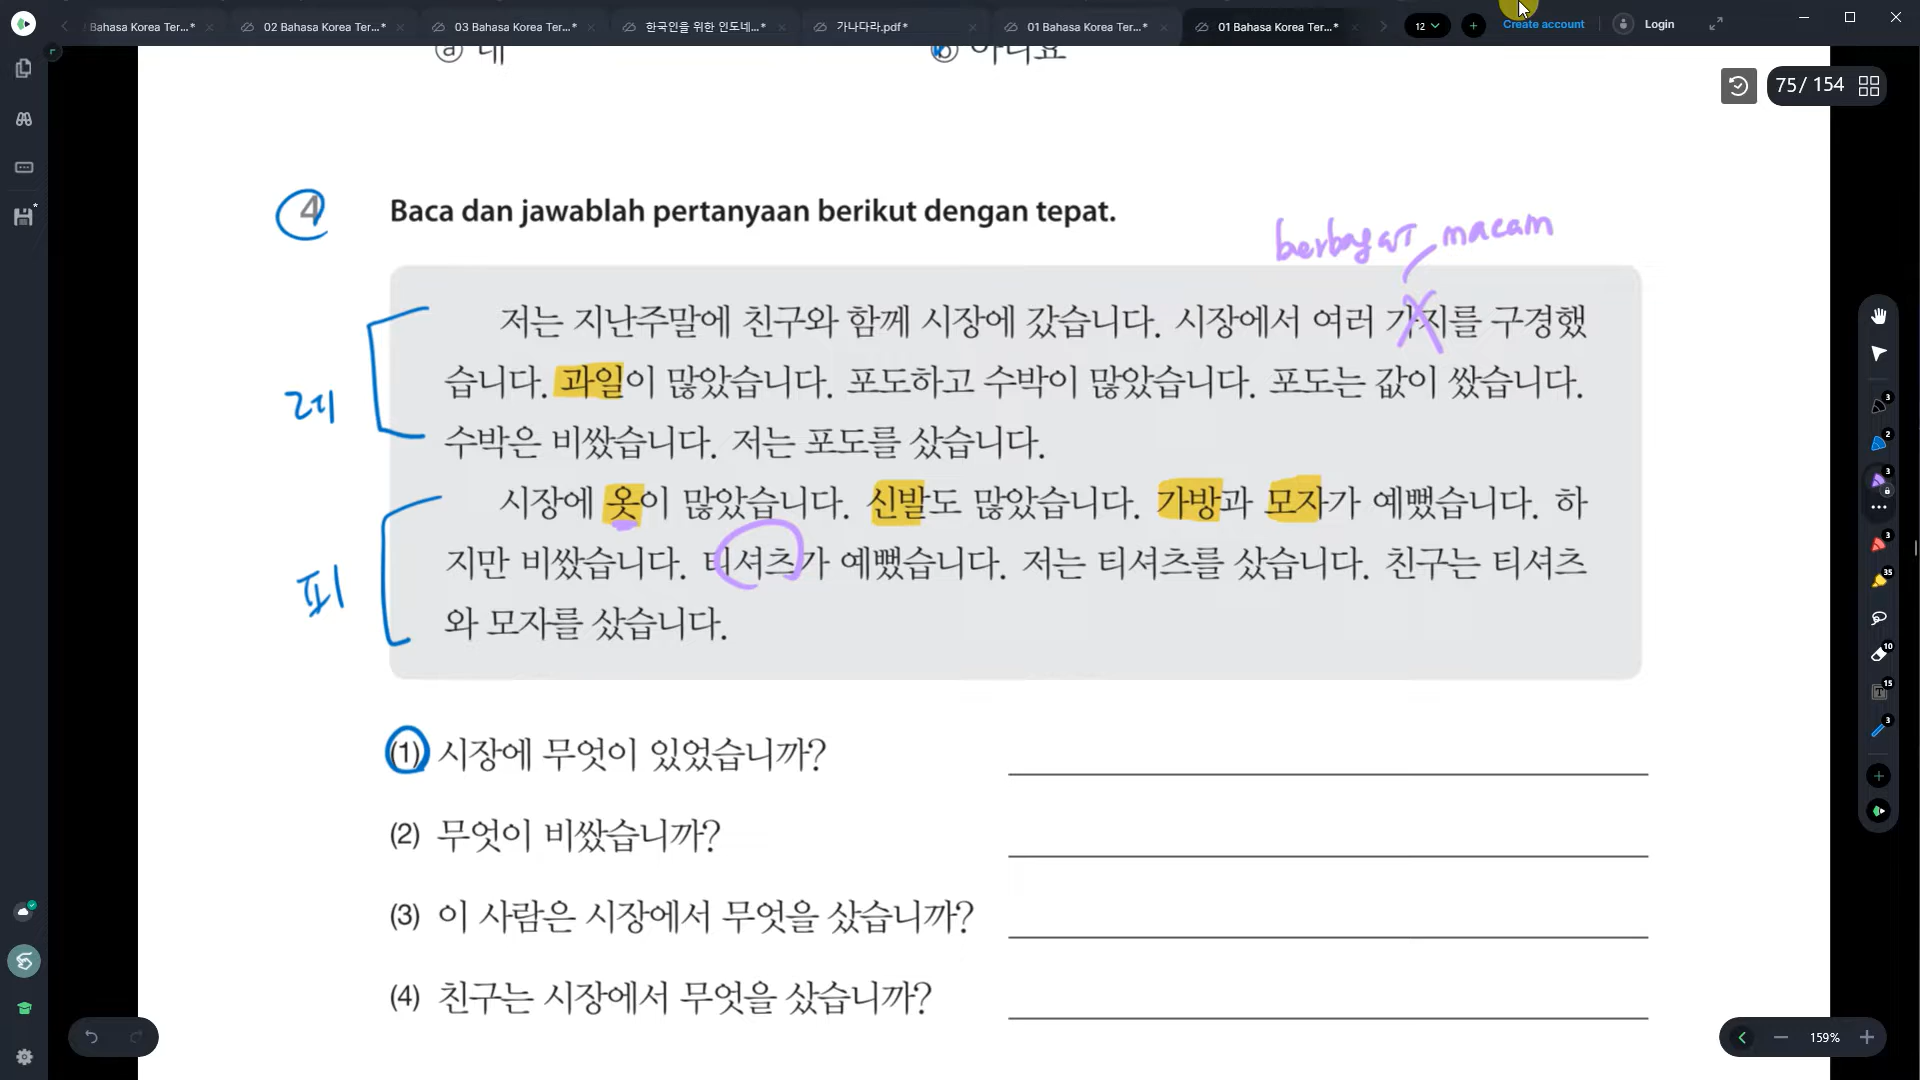 Bahasa Korea Ter...*
02 Bahasa Korea Ter...*
03 Bahasa Korea Ter...*
한국인을 위한 인도네...*
가나다라.pdf*
01 Bahasa Korea Ter...*
01 Bahasa Korea Ter...*
12
Create account
Login
ⓐ 네
ⓑ 아니요
75/ 154
4 Baca dan jawablah pertanyaan berikut dengan tepat.
berbagai macam
저는 지난주말에 친구와 함께 시장에 갔습니다. 시장에서 여러 가지를 구경했
습니다. 과일이 많았습니다. 포도하고 수박이 많았습니다. 포도는 값이 쌌습니다.
수박은 비쌌습니다. 저는 포도를 샀습니다.
레
시장에 옷이 많았습니다. 신발도 많았습니다. 가방과 모자가 예뻤습니다. 하
지만 비쌌습니다. 티셔츠가 예뻤습니다. 저는 티셔츠를 샀습니다. 친구는 티셔츠
와 모자를 샀습니다.
피
(1) 시장에 무엇이 있었습니까?
(2) 무엇이 비쌌습니까?
(3) 이 사람은 시장에서 무엇을 샀습니까?
(4) 친구는 시장에서 무엇을 샀습니까?
3
2
3
3
35
10
15
3
159%